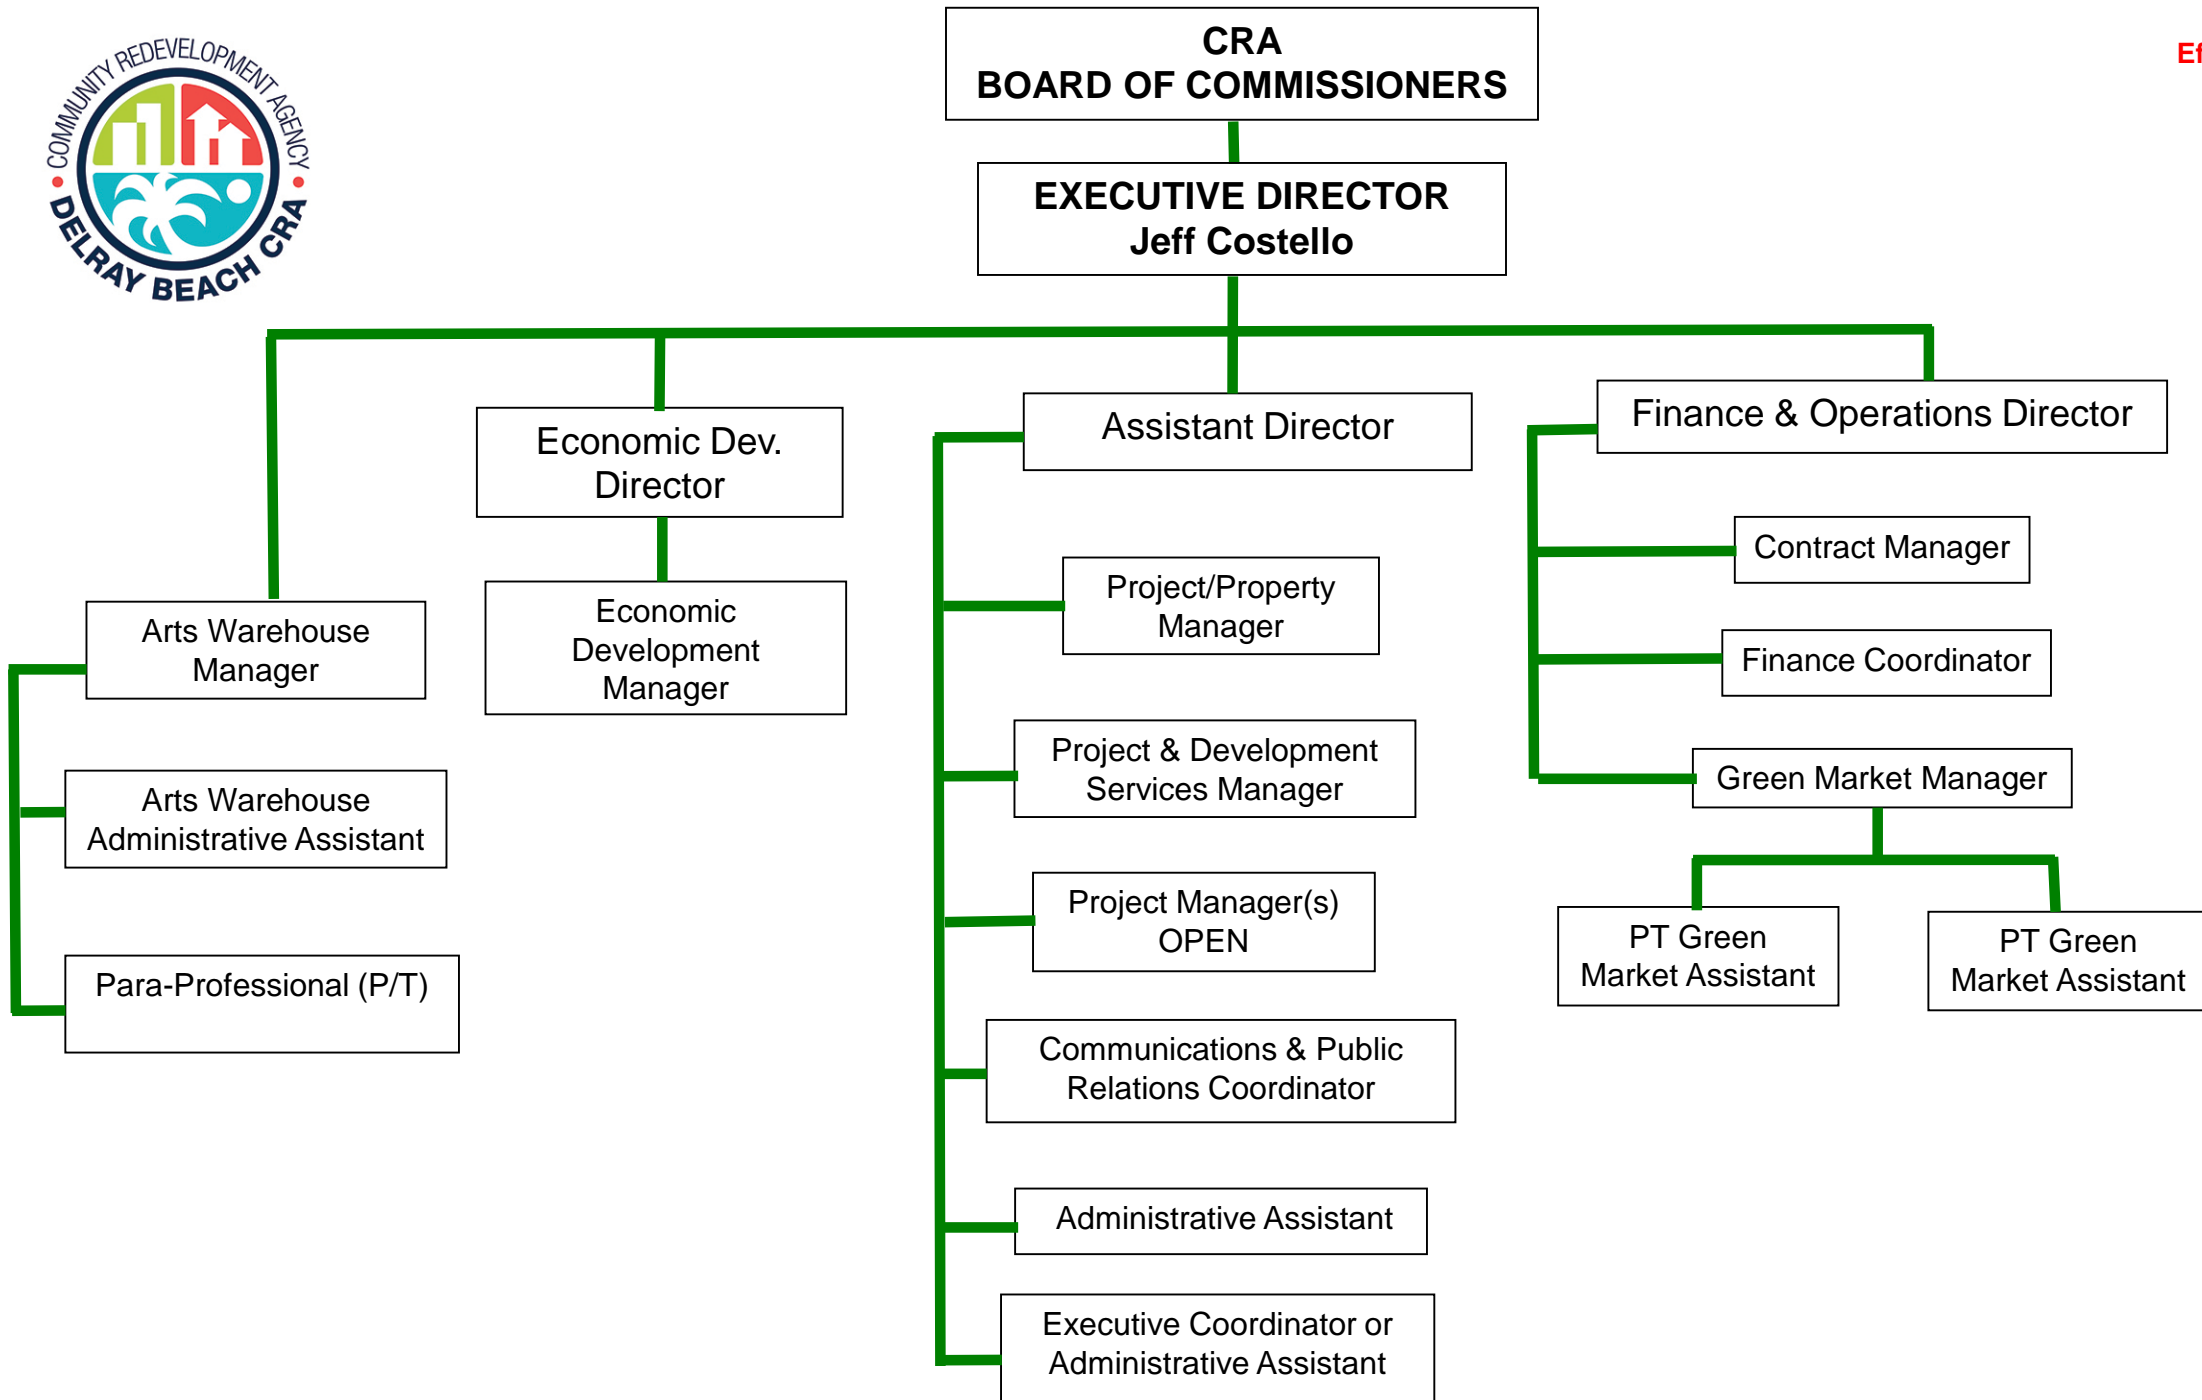 COMMUNITY REDEVELOPMENT AGENCY
DELRAY BEACH CRA
CRA
BOARD OF COMMISSIONERS
Ef
EXECUTIVE DIRECTOR
Jeff Costello
Economic Dev.
Director
Assistant Director
Finance & Operations Director
Arts Warehouse
Manager
Economic
Development
Manager
Project/Property
Manager
Contract Manager
Finance Coordinator
Arts Warehouse
Administrative Assistant
Project & Development
Services Manager
Green Market Manager
Para-Professional (P/T)
Project Manager(s)
OPEN
PT Green
Market Assistant
PT Green
Market Assistant
Communications & Public
Relations Coordinator
Administrative Assistant
Executive Coordinator or
Administrative Assistant